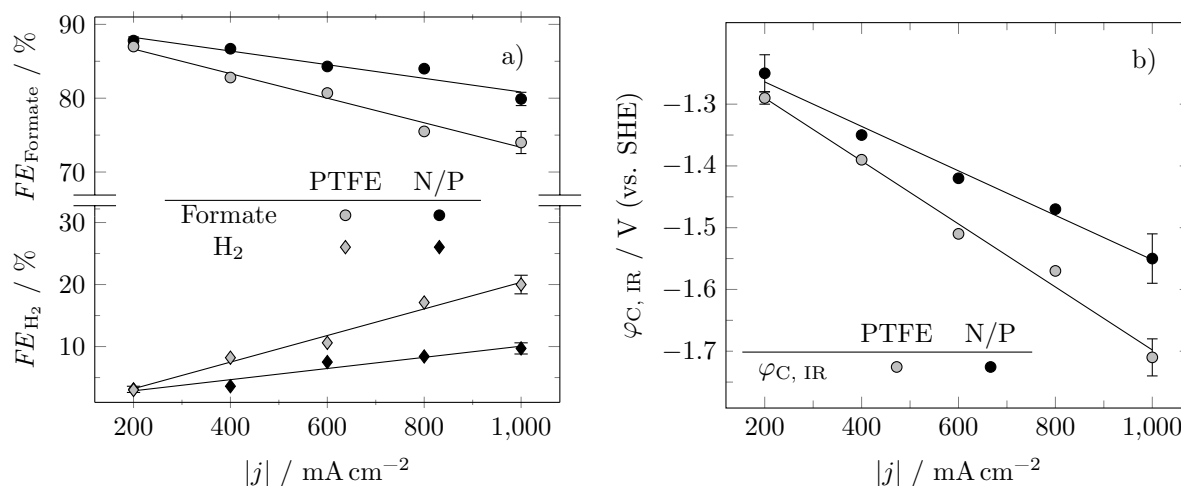 a)
FE_Formate / %
90
80
70
PTFE N/P
Formate
H₂
FE_H₂ / %
30
20
10
200 400 600 800 1,000
|j| / mA cm⁻²
b)
φC, IR / V (vs. SHE)
−1.3
−1.4
−1.5
−1.6
−1.7
PTFE N/P
φC, IR
200 400 600 800 1,000
|j| / mA cm⁻²